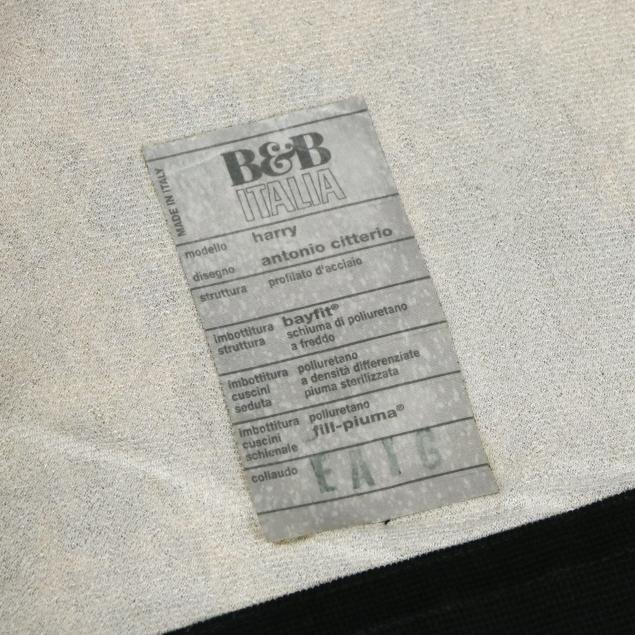 B&B
ITALIA
MADE IN ITALY
modello harry
disegno antonio citterio
struttura profilato d'acciaio
imbottitura bayfit®
struttura schiuma di poliuretano
a freddo
imbottitura poliuretano
cuscini a densità differenziate
seduta piuma sterilizzata
imbottitura poliuretano
cuscini fill-piuma®
schienale
collaudo EA1G